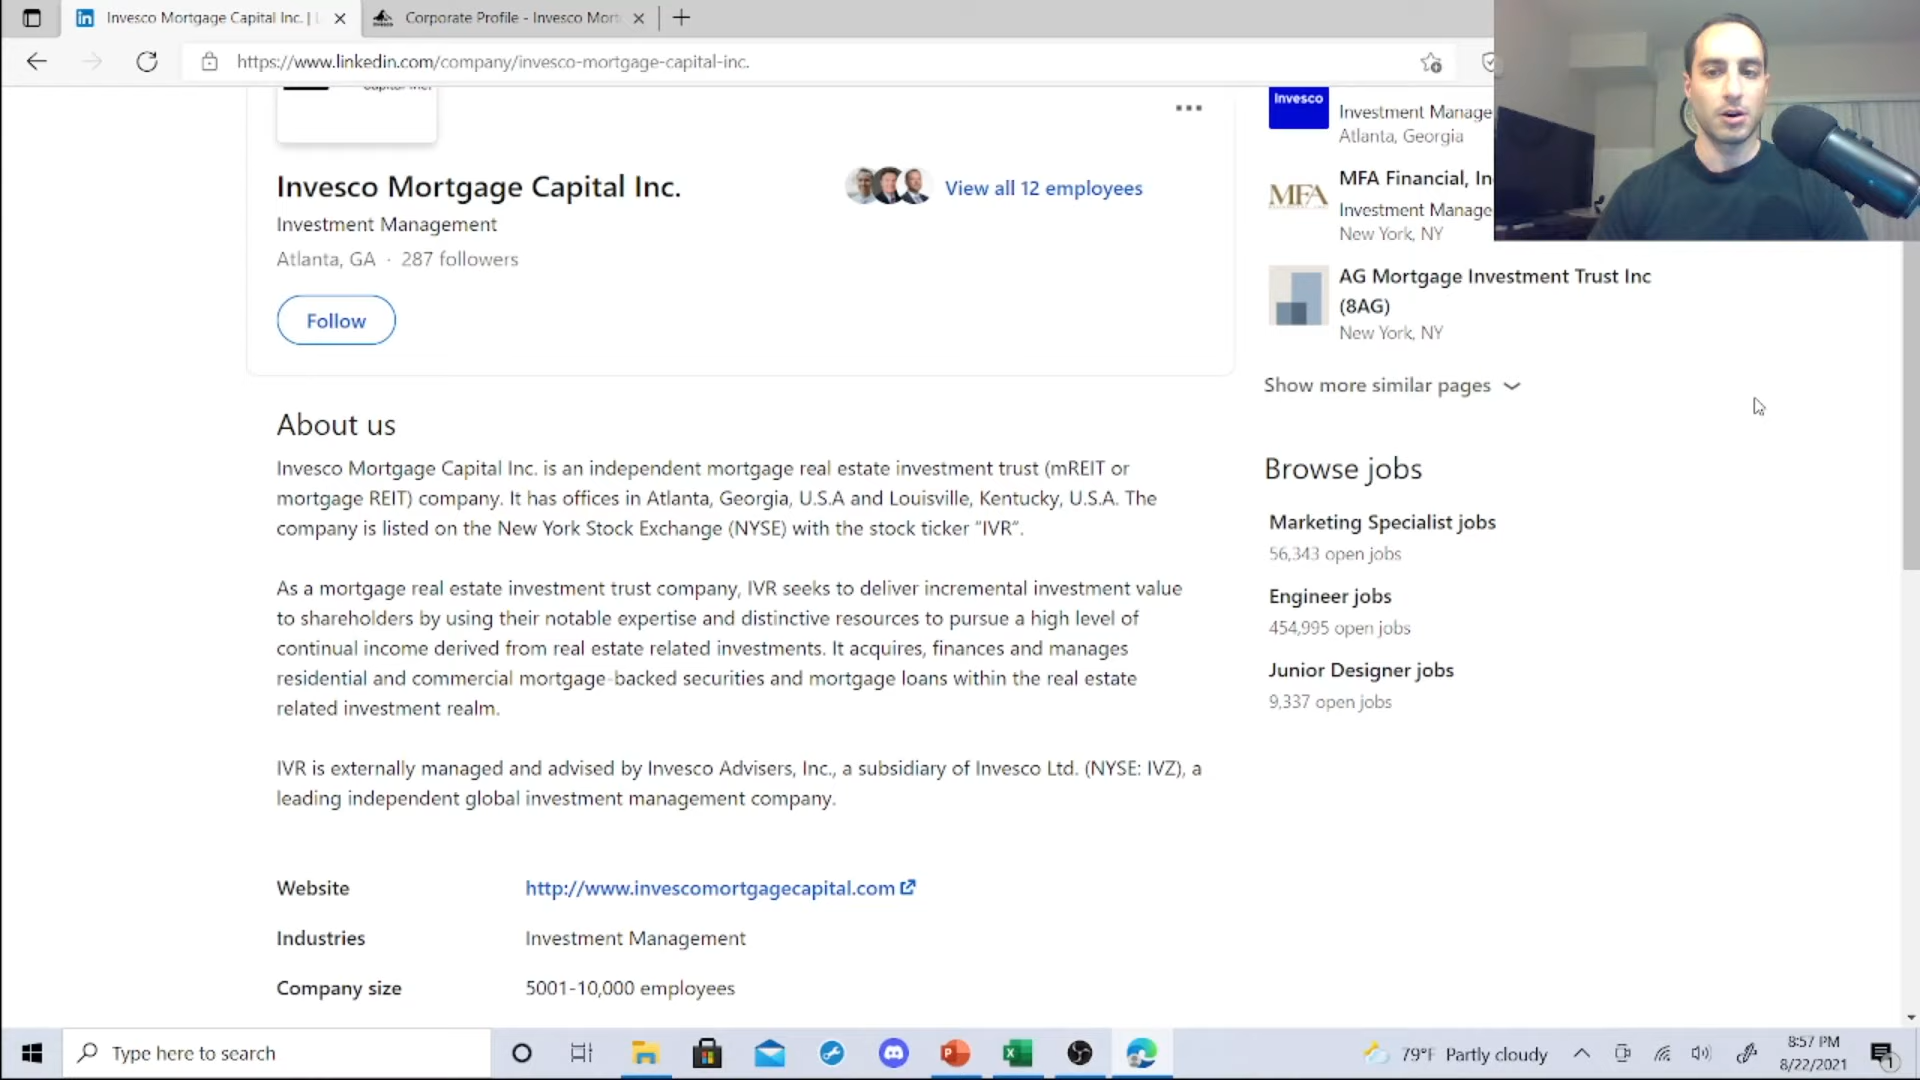 Invesco Mortgage Capital Inc. |
Corporate Profile - Invesco Mort
https://www.linkedin.com/company/invesco-mortgage-capital-inc.
Capital Inc.
Invesco Mortgage Capital Inc.
Investment Management
Atlanta, GA · 287 followers
View all 12 employees
Follow
About us
Invesco Mortgage Capital Inc. is an independent mortgage real estate investment trust (mREIT or
mortgage REIT) company. It has offices in Atlanta, Georgia, U.S.A and Louisville, Kentucky, U.S.A. The
company is listed on the New York Stock Exchange (NYSE) with the stock ticker “IVR”.
As a mortgage real estate investment trust company, IVR seeks to deliver incremental investment value
to shareholders by using their notable expertise and distinctive resources to pursue a high level of
continual income derived from real estate related investments. It acquires, finances and manages
residential and commercial mortgage-backed securities and mortgage loans within the real estate
related investment realm.
IVR is externally managed and advised by Invesco Advisers, Inc., a subsidiary of Invesco Ltd. (NYSE: IVZ), a
leading independent global investment management company.
Website
http://www.invescomortgagecapital.com
Industries
Investment Management
Company size
5001-10,000 employees
Invesco
Investment Manage
Atlanta, Georgia
MFA
MFA Financial, In
Investment Manage
New York, NY
AG Mortgage Investment Trust Inc
(8AG)
New York, NY
Show more similar pages
Browse jobs
Marketing Specialist jobs
56,343 open jobs
Engineer jobs
454,995 open jobs
Junior Designer jobs
9,337 open jobs
Type here to search
79°F Partly cloudy
8:57 PM
8/22/2021
1